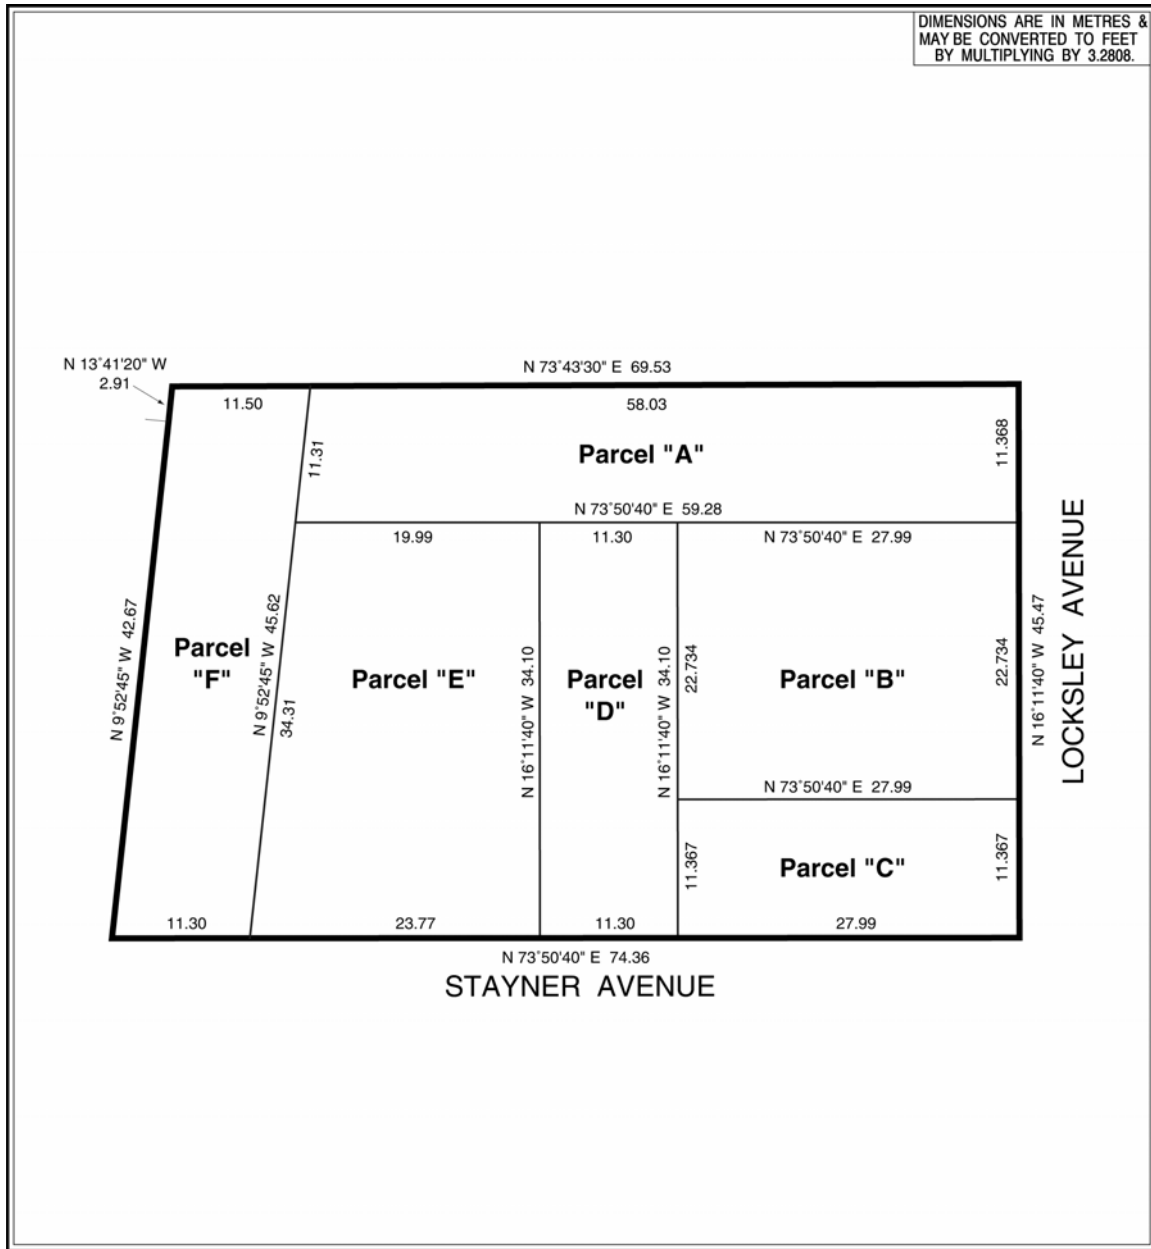 DIMENSIONS ARE IN METRES &
MAY BE CONVERTED TO FEET
BY MULTIPLYING BY 3.2808.
N 13°41'20" W
2.91
N 73°43'30" E 69.53
11.50
58.03
11.31
Parcel "A"
11.368
N 73°50'40" E 59.28
19.99
11.30
N 73°50'40" E 27.99
N 9°52'45" W 42.67
Parcel
"F"
N 9°52'45" W 45.62
34.31
Parcel "E"
N 16°11'40" W 34.10
Parcel
"D"
N 16°11'40" W 34.10
22.734
Parcel "B"
22.734
N 16°11'40" W 45.47
LOCKSLEY AVENUE
N 73°50'40" E 27.99
11.367
Parcel "C"
11.367
11.30
23.77
11.30
27.99
N 73°50'40" E 74.36
STAYNER AVENUE